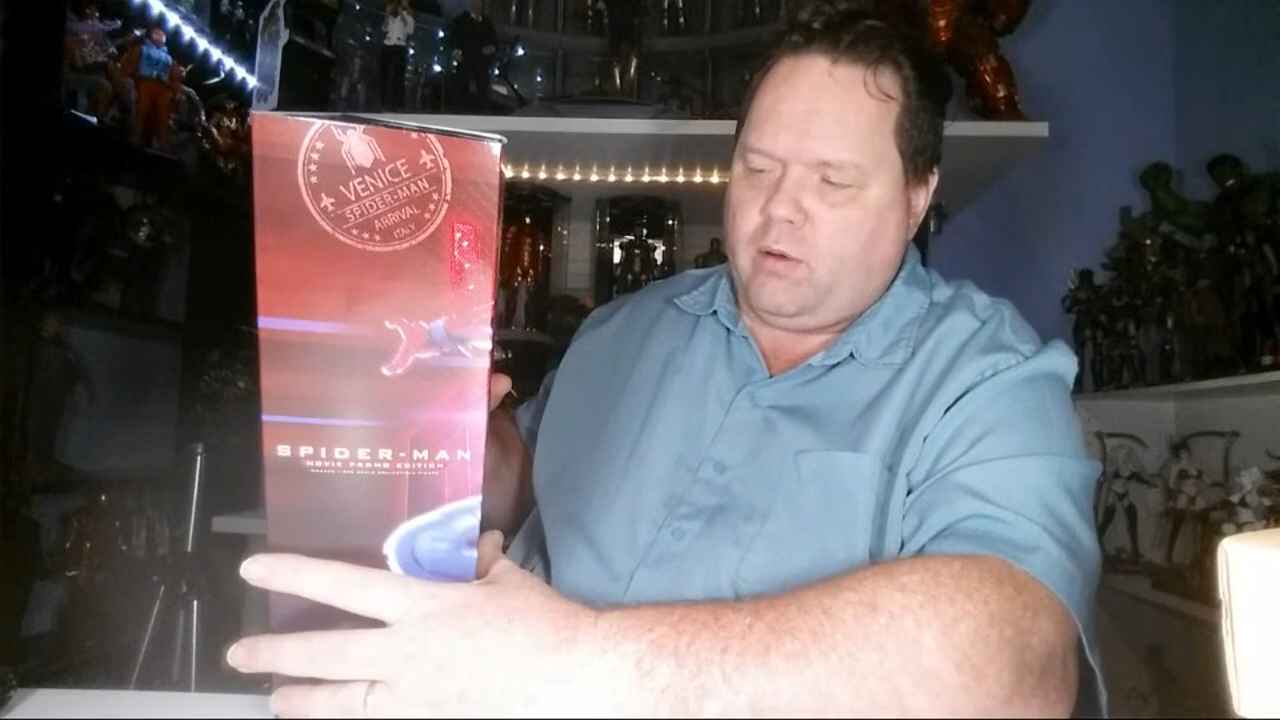 VENICE
SPIDER-MAN
ARRIVAL
ITALY
SPIDER-MAN
MOVIE PROMO EDITION